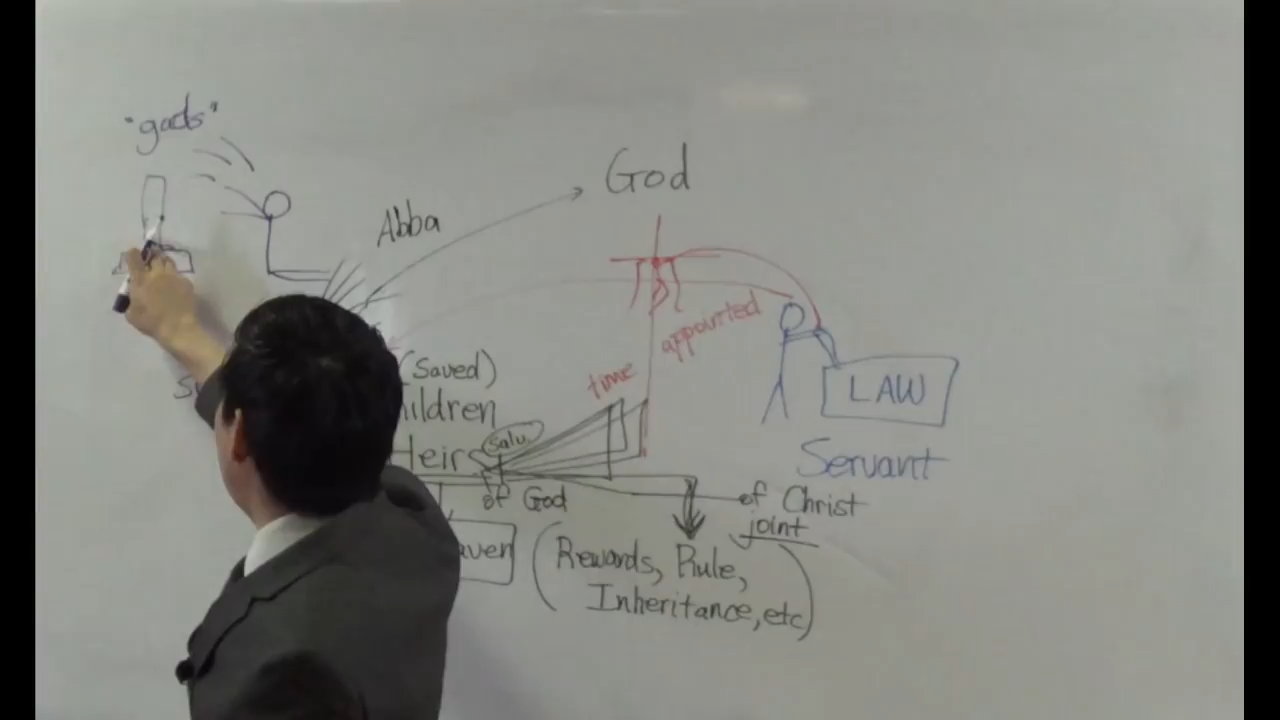 "gods"
God
Abba
appointed
time
(Saved)
LAW
ildren
Heirs
Salv.
Servant
of God
of Christ
joint
aven
(Rewards, Rule,
Inheritance, etc)